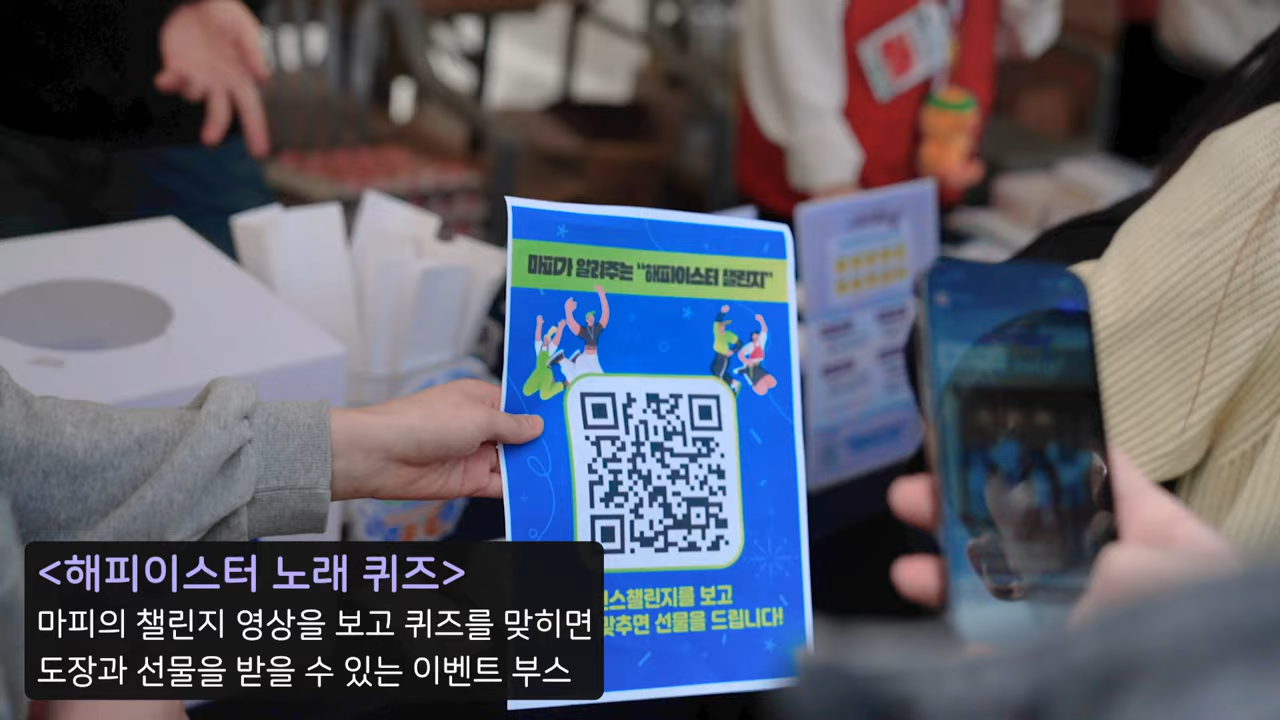 마피가 알려주는 "해피이스터 챌린지"
챌린지를 보고
맞추면 선물을 드립니다!
<해피이스터 노래 퀴즈>
마피의 챌린지 영상을 보고 퀴즈를 맞히면
도장과 선물을 받을 수 있는 이벤트 부스